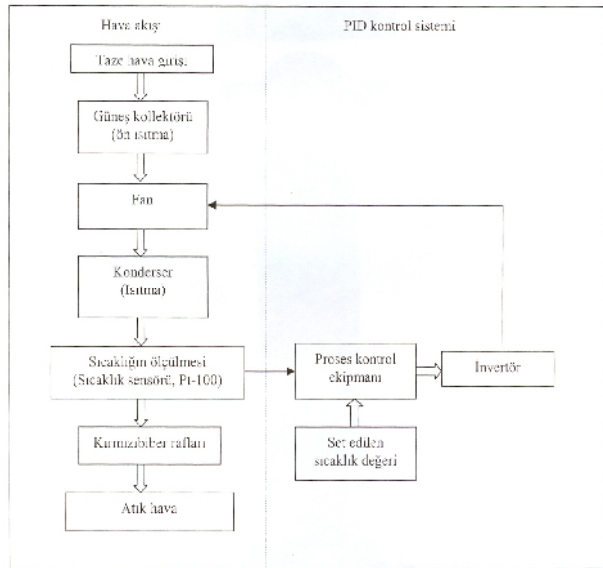 Hava akışı
PID kontrol sistemi
Taze hava girişi
Güneş kollektörü
(ön ısıtma)
Fan
Konderser
(Isıtma)
Sıcaklığın ölçülmesi
(Sıcaklık sensörü, Pt-100)
Proses kontrol
ekipmanı
İnvertör
Kırmızıbiber rafları
Set edilen
sıcaklık değeri
Atık hava